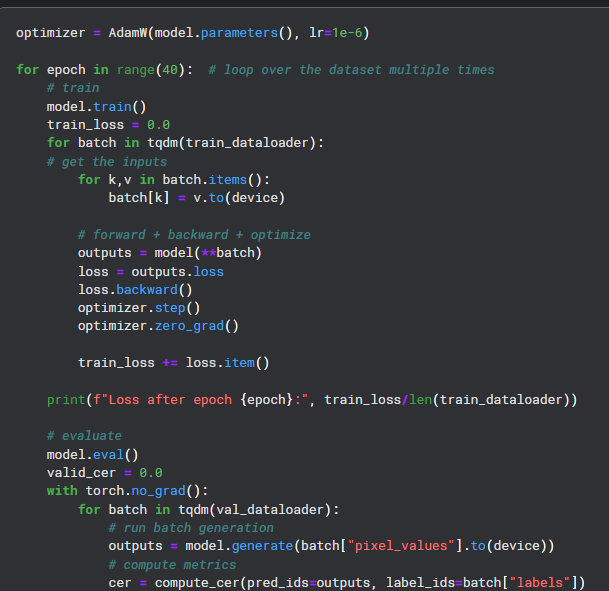 optimizer = AdamW(model.parameters(), lr=1e-6)
for epoch in range(40):  # loop over the dataset multiple times
    # train
    model.train()
    train_loss = 0.0
    for batch in tqdm(train_dataloader):
    # get the inputs
        for k,v in batch.items():
            batch[k] = v.to(device)
        # forward + backward + optimize
        outputs = model(**batch)
        loss = outputs.loss
        loss.backward()
        optimizer.step()
        optimizer.zero_grad()
        train_loss += loss.item()
    print(f"Loss after epoch {epoch}:", train_loss/len(train_dataloader))
    # evaluate
    model.eval()
    valid_cer = 0.0
    with torch.no_grad():
        for batch in tqdm(val_dataloader):
            # run batch generation
            outputs = model.generate(batch["pixel_values"].to(device))
            # compute metrics
            cer = compute_cer(pred_ids=outputs, label_ids=batch["labels"])